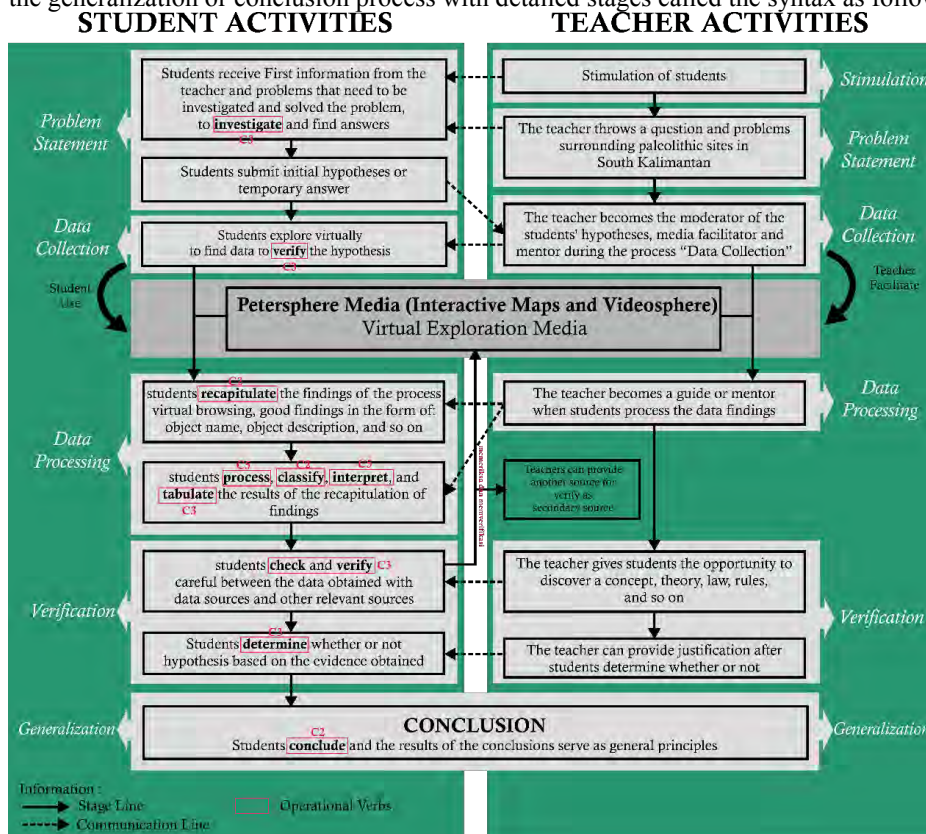 the generalization or conclusion process with detailed stages called the syntax as follow
STUDENT ACTIVITIES
TEACHER ACTIVITIES
Students receive First information from the
teacher and problems that need to be
investigated and solved the problem,
to investigate and find answers
C3
Problem
Statement
Students submit initial hypotheses or
temporary answer
Data
Collection
Students explore virtually
to find data to verify the hypothesis
C3
Student
Use
Stimulation of students
Stimulation
The teacher throws a question and problems
surrounding paleolithic sites in
South Kalimantan
Problem
Statement
The teacher becomes the moderator of the
students' hypotheses, media facilitator and
mentor during the process "Data Collection"
Data
Collection
Teacher
Facilitate
Petersphere Media (Interactive Maps and Videosphere)
Virtual Exploration Media
C2
students recapitulate the findings of the process
virtual browsing, good findings in the form of:
object name, object description, and so on
Data
Processing
C3 C2 C3
students process, classify, interpret, and
tabulate the results of the recapitulation of
C3
findings
The teacher becomes a guide or mentor
when students process the data findings
Data
Processing
memeriksa dan memverifikasi
Teachers can provide
another source for
verify as
secondary source
students check and verify C3
careful between the data obtained with
data sources and other relevant sources
Verification
C3
Students determine whether or not
hypothesis based on the evidence obtained
The teacher gives students the opportunity to
discover a concept, theory, law, rules,
and so on
Verification
The teacher can provide justification after
students determine whether or not
Generalization
CONCLUSION
C2
Students conclude and the results of the conclusions serve as general principles
Generalization
Information :
Stage Line
Operational Verbs
Communication Line